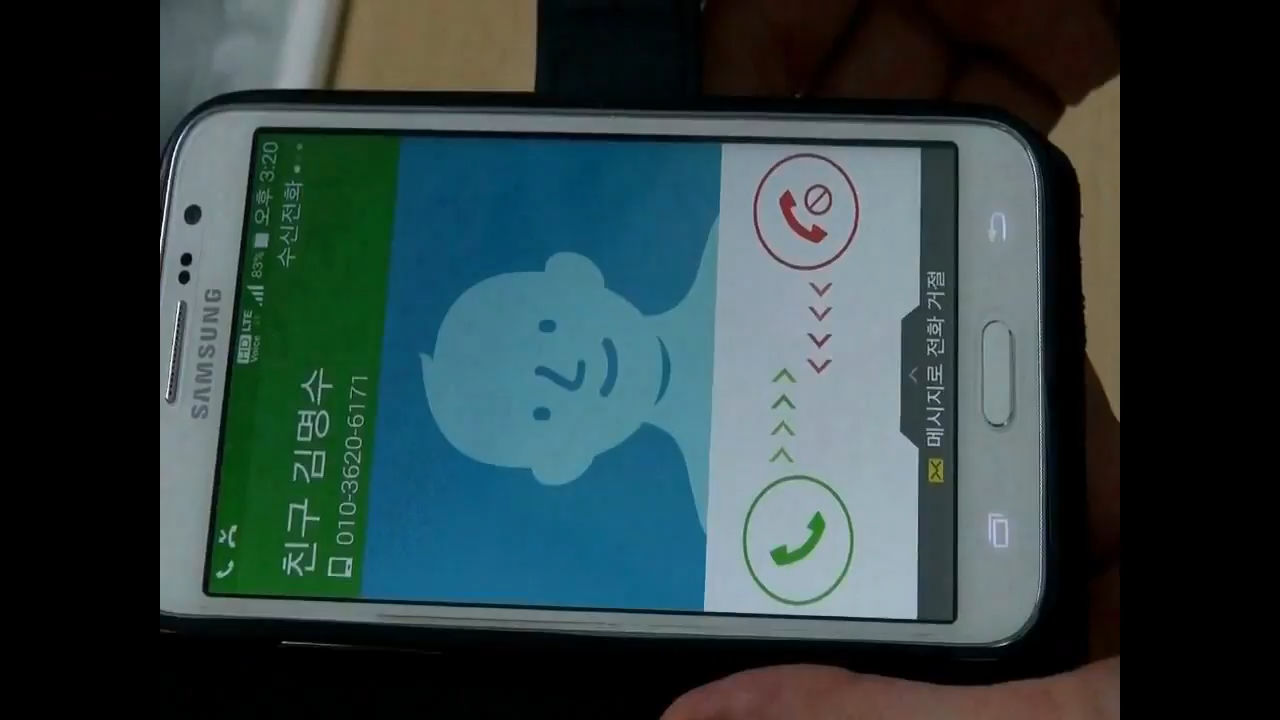 SAMSUNG
HD Voice LTE 83% 오후 3:20
수신전화
친구 김명수
010-3620-6171
메시지로 전화 거절